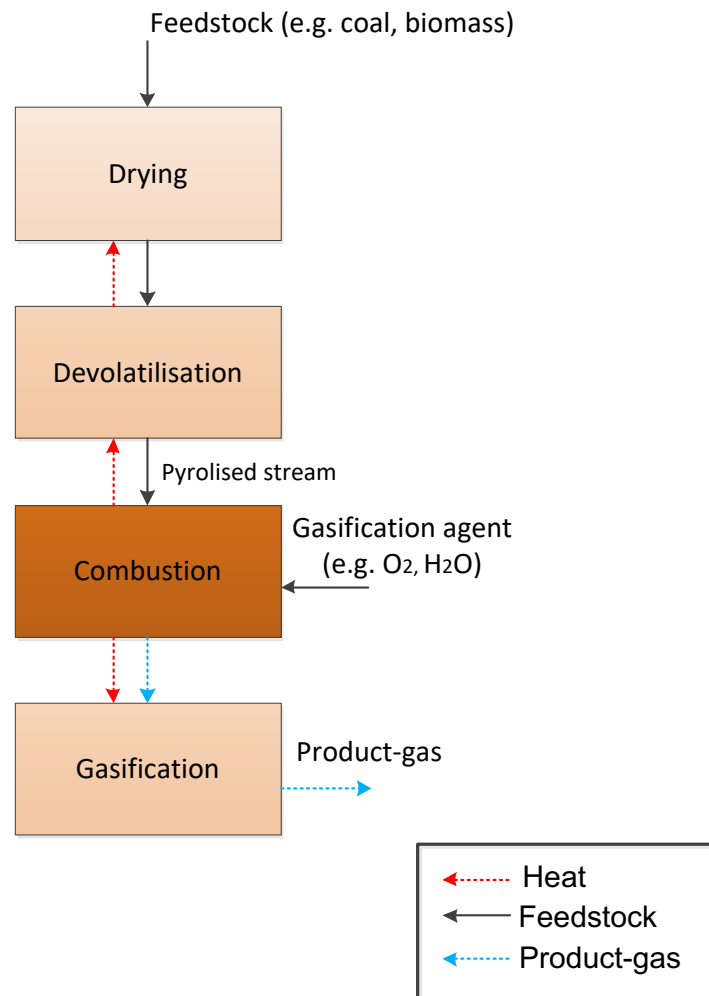 Feedstock (e.g. coal, biomass)
Drying
Devolatilisation
Pyrolised stream
Gasification agent
(e.g. O2, H2O)
Combustion
Product-gas
Gasification
Heat
Feedstock
Product-gas